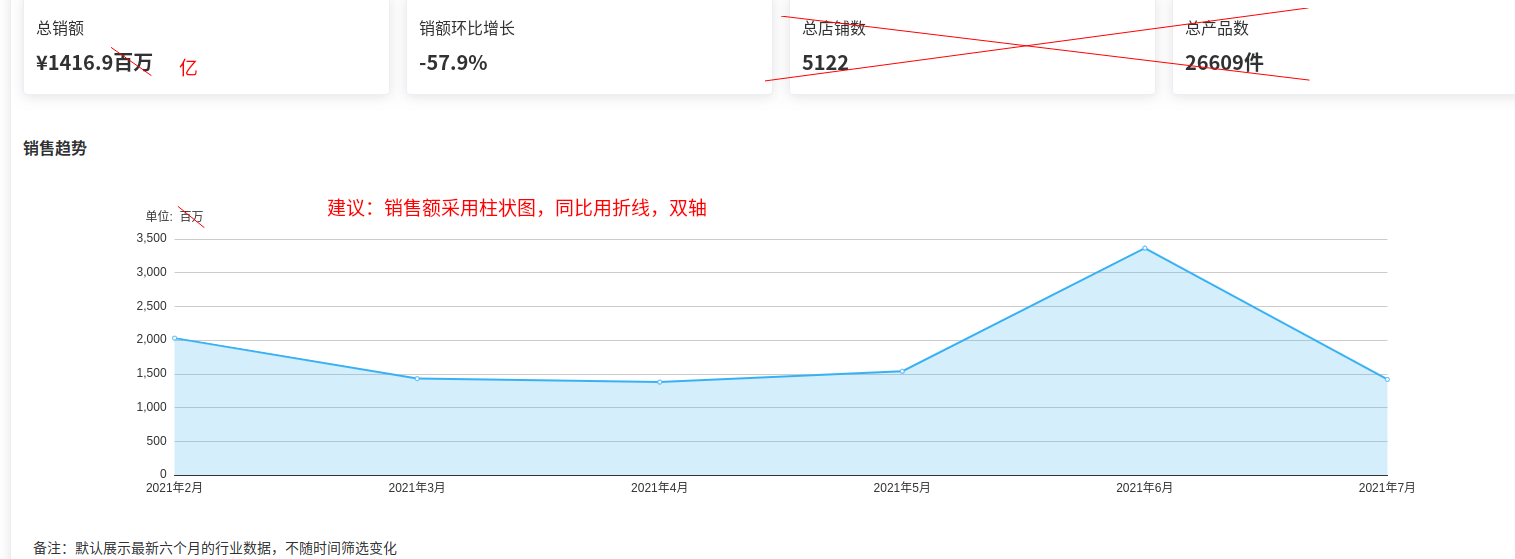 总销额
¥1416.9百万
亿
销额环比增长
-57.9%
总店铺数
5122
总产品数
26609件
销售趋势
单位: 百万
建议：销售额采用柱状图，同比用折线，双轴
3,500
3,000
2,500
2,000
1,500
1,000
500
0
2021年2月
2021年3月
2021年4月
2021年5月
2021年6月
2021年7月
备注：默认展示最新六个月的行业数据，不随时间筛选变化